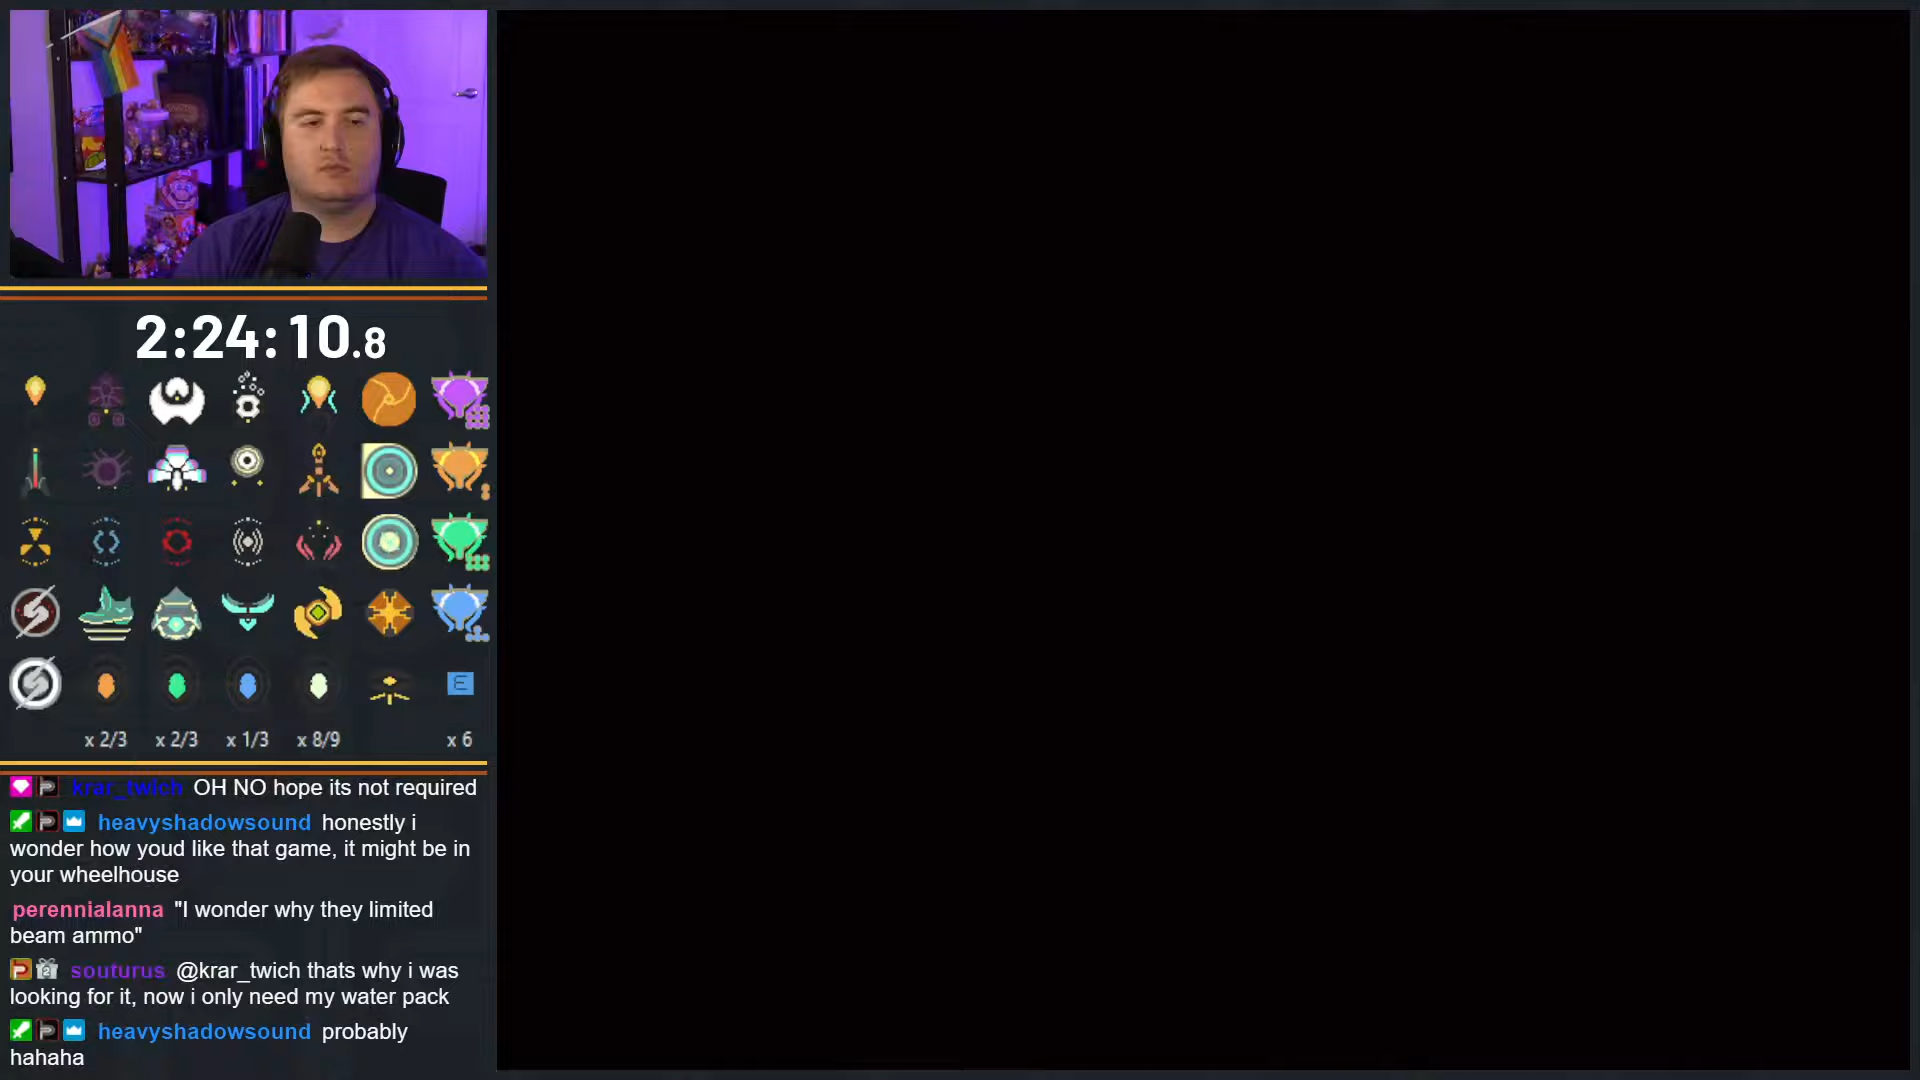 2:24:10.8
x 2/3 x 2/3 x 1/3 x 8/9 x 6
krar_twich OH NO hope its not required
heavyshadowsound honestly i
wonder how youd like that game, it might be in
your wheelhouse
perennialanna "I wonder why they limited
beam ammo"
souturus @krar_twich thats why i was
looking for it, now i only need my water pack
heavyshadowsound probably
hahaha